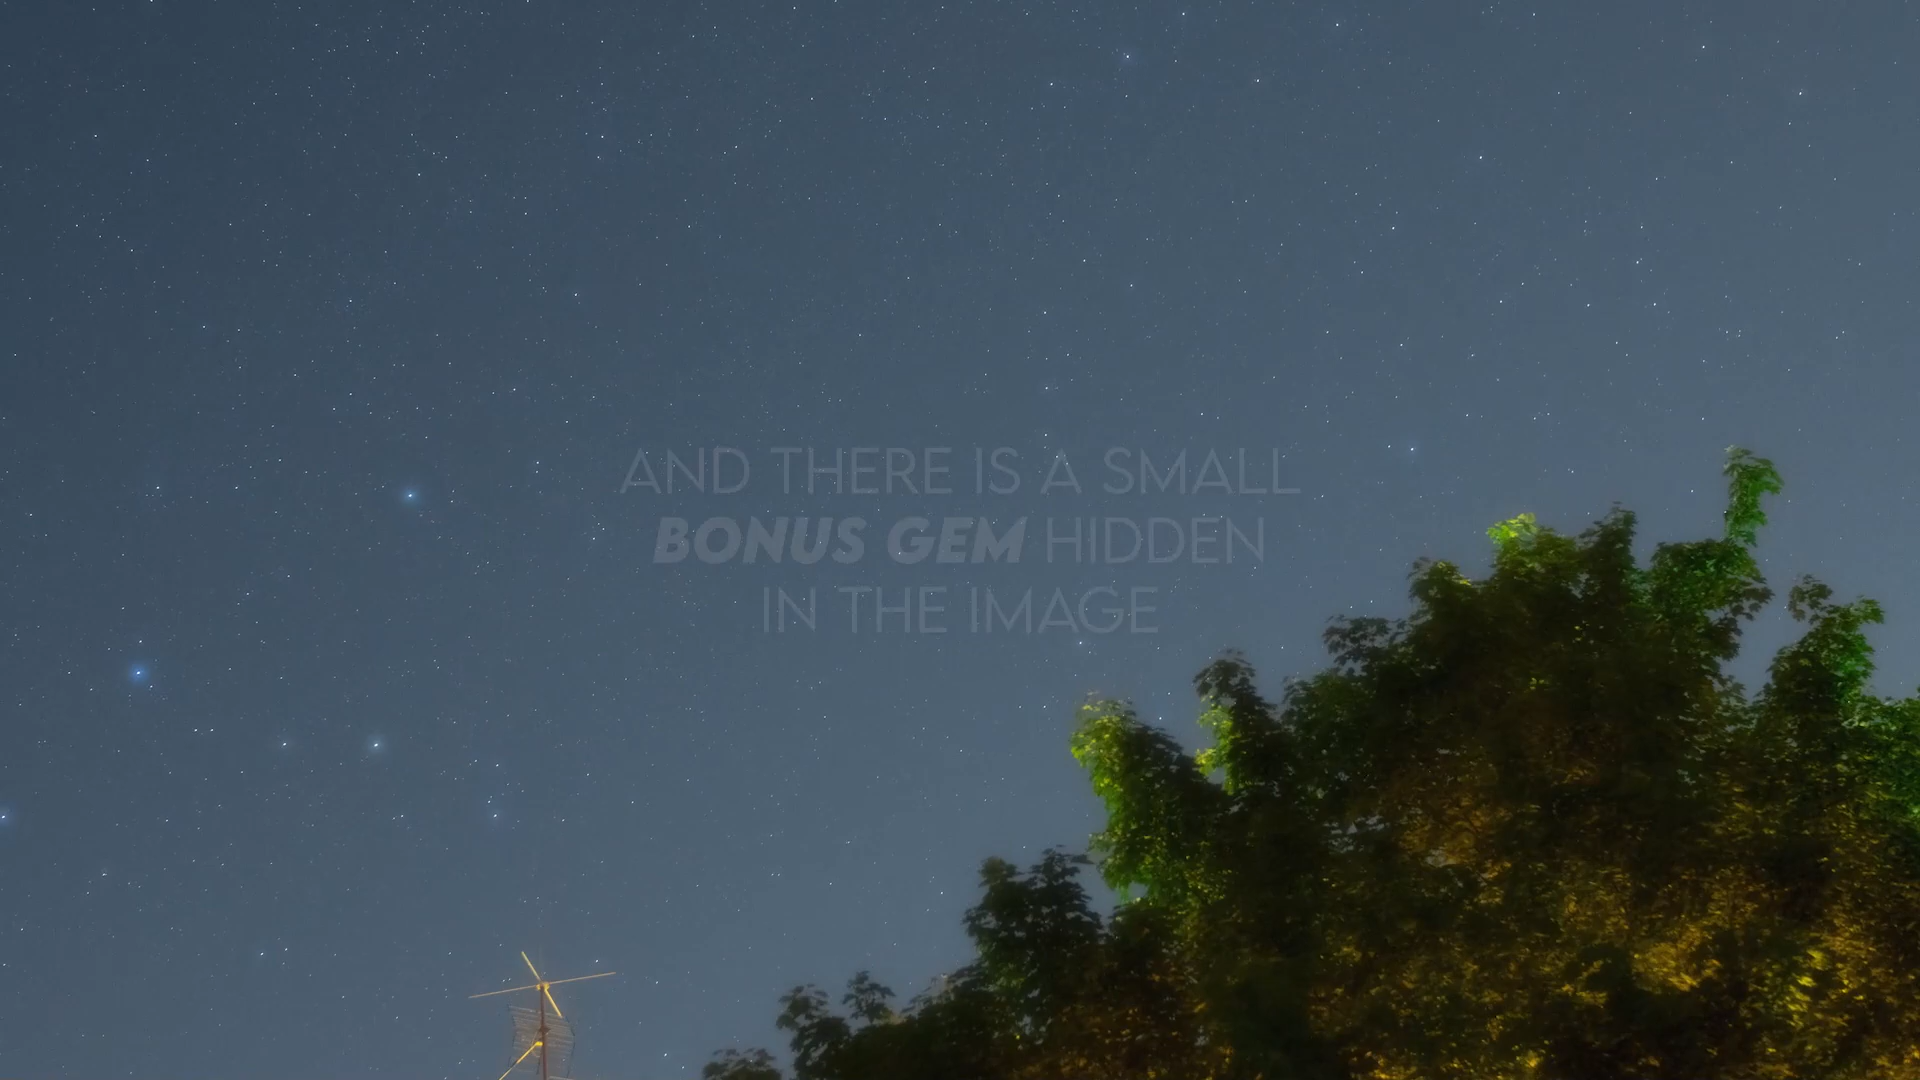 AND THERE IS A SMALL
BONUS GEM HIDDEN
IN THE IMAGE